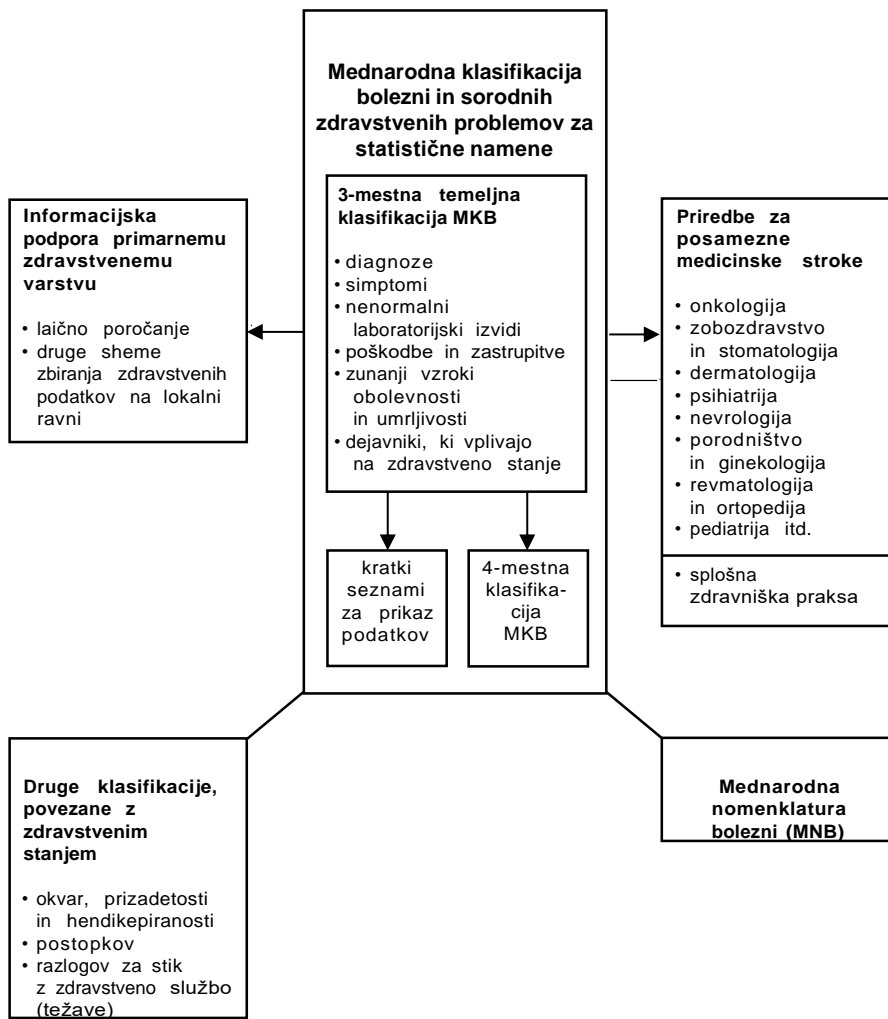 Mednarodna klasifikacija
bolezni in sorodnih
zdravstvenih problemov za
statistične namene
3-mestna temeljna
klasifikacija MKB
• diagnoze
• simptomi
• nenormalni
laboratorijski izvidi
• poškodbe in zastrupitve
• zunanji vzroki
obolevnosti
in umrljivosti
• dejavniki, ki vplivajo
na zdravstveno stanje
kratki
seznami
za prikaz
podatkov
4-mestna
klasifika-
cija
MKB
Informacijska
podpora primarnemu
zdravstvenemu
varstvu
• laično poročanje
• druge sheme
zbiranja zdravstvenih
podatkov na lokalni
ravni
Priredbe za
posamezne
medicinske stroke
• onkologija
• zobozdravstvo
in stomatologija
• dermatologija
• psihiatrija
• nevrologija
• porodništvo
in ginekologija
• revmatologija
in ortopedija
• pediatrija itd.
• splošna
zdravniška praksa
Druge klasifikacije,
povezane z
zdravstvenim
stanjem
• okvar, prizadetosti
in hendikepiranosti
• postopkov
• razlogov za stik
z zdravstveno službo
(težave)
Mednarodna
nomenklatura
bolezni (MNB)